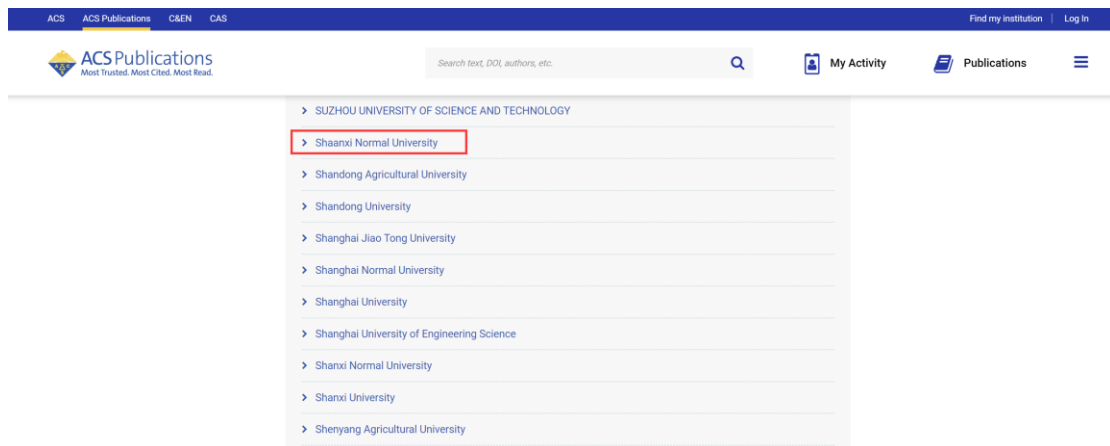 ACS ACS Publications C&EN CAS Find my institution Log In
ACS Publications
Most Trusted. Most Cited. Most Read.
Search text, DOI, authors, etc.
My Activity
Publications
SUZHOU UNIVERSITY OF SCIENCE AND TECHNOLOGY
Shaanxi Normal University
Shandong Agricultural University
Shandong University
Shanghai Jiao Tong University
Shanghai Normal University
Shanghai University
Shanghai University of Engineering Science
Shanxi Normal University
Shanxi University
Shenyang Agricultural University